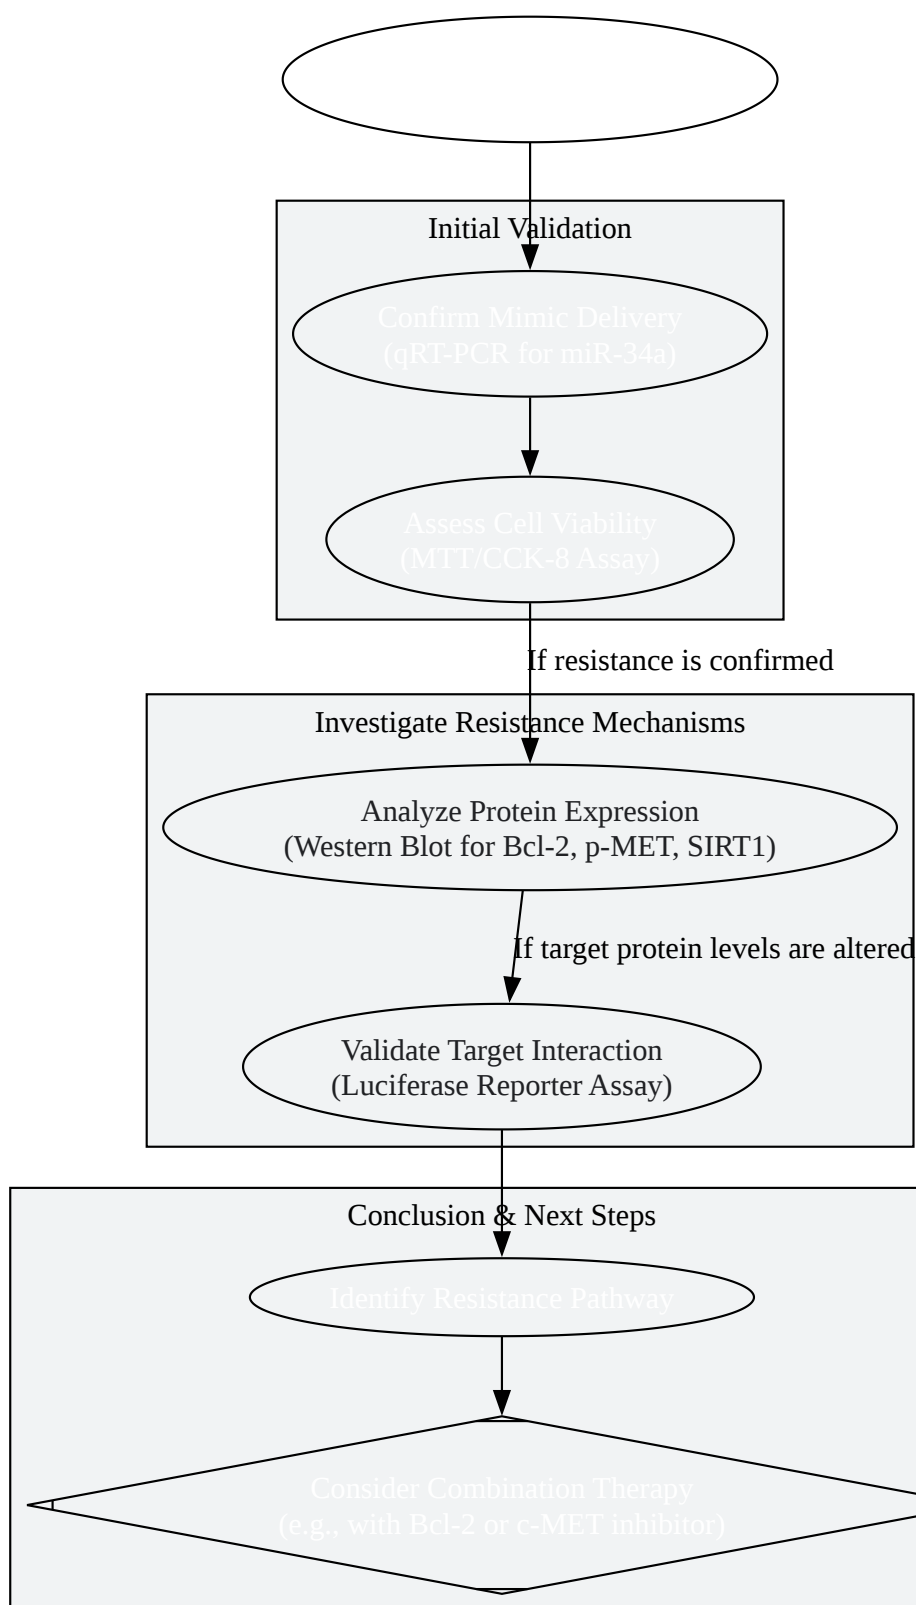 Initial Validation
Confirm Mimic Delivery
(qRT-PCR for miR-34a)
Assess Cell Viability
(MTT/CCK-8 Assay)
If resistance is confirmed
Investigate Resistance Mechanisms
Analyze Protein Expression
(Western Blot for Bcl-2, p-MET, SIRT1)
If target protein levels are altered
Validate Target Interaction
(Luciferase Reporter Assay)
Conclusion & Next Steps
Identify Resistance Pathway
Consider Combination Therapy
(e.g., with Bcl-2 or c-MET inhibitor)